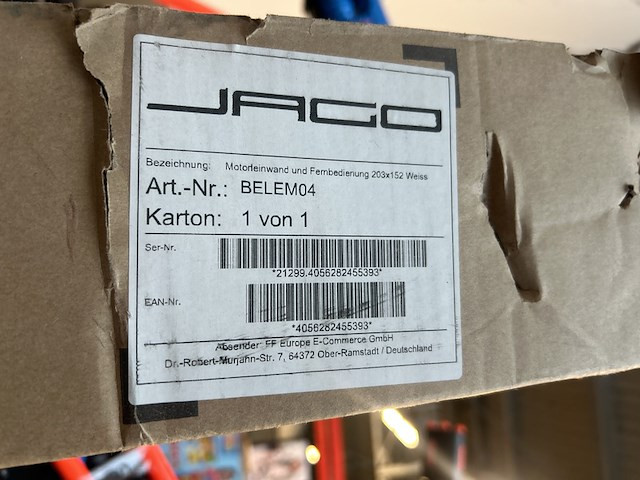 JAGO
Bezeichnung: Motorleinwand und Fernbedienung 203x152 Weiss
Art.-Nr.: BELEM04
Karton: 1 von 1
Ser-Nr.
*21299.4056282455393*
EAN-Nr.
*4056282455393*
Absender: FF Europe E-Commerce GmbH
Dr.-Robert-Murjahn-Str. 7, 64372 Ober-Ramstadt / Deutschland